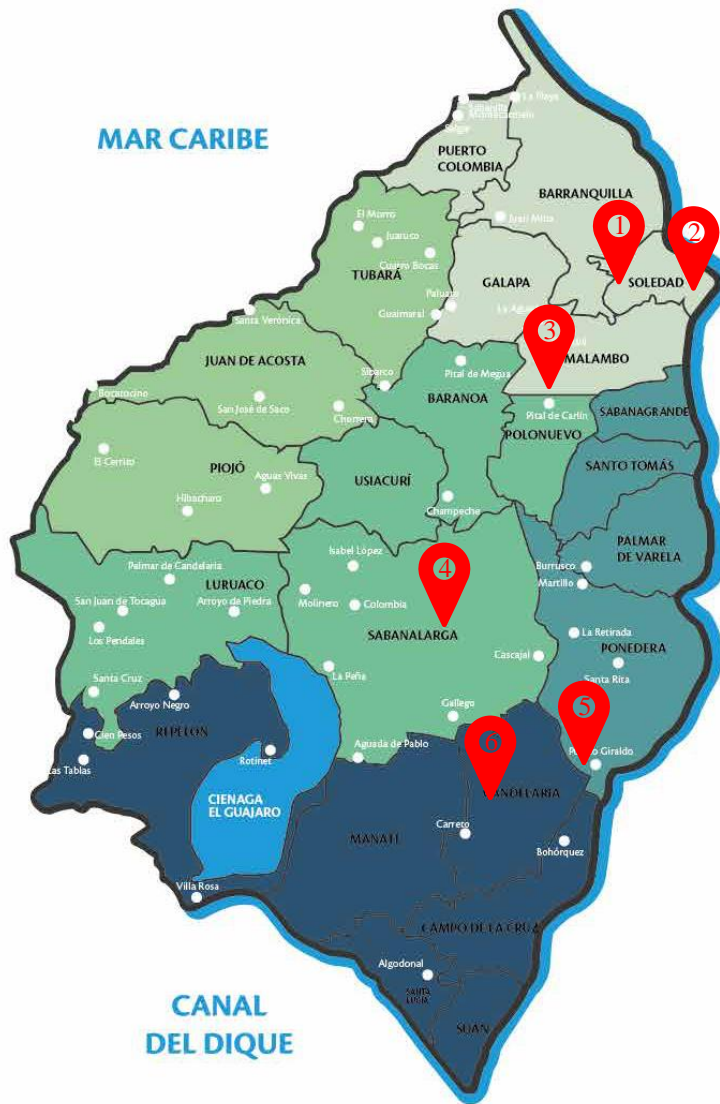 La Playa
Sabanilla
Salgar
MAR CARIBE
PUERTO
COLOMBIA
BARRANQUILLA
Juan Mina
El Morro
Juaruco
Cuatro Bocas
TUBARÁ
①
②
SOLEDAD
GALAPA
Paluato
Guaimaral
Santa Verónica
③
MALAMBO
JUAN DE ACOSTA
Sibarco
Pital de Megua
BARANOA
Bocatocino
San José de Saco
Chorrera
Pital de Carlín
SABANAGRANDE
POLONUEVO
El Cerrito
PIOJÓ
Aguas Vivas
USIACURÍ
SANTO TOMÁS
Hibacharo
Champeche
PALMAR
DE VARELA
Isabel López
Burrusco
Martillo
④
Palmar de Candelaria
LURUACO
Molinero
Colombia
San Juan de Tocagua
Arroyo de Piedra
Los Pendales
SABANALARGA
La Retirada
PONEDERA
Cascajal
La Peña
Santa Rita
Santa Cruz
Arroyo Negro
Gallego
⑤
REPELON
Cien Pesos
Rotinet
Aguada de Pablo
⑥
Giraldo
Las Tablas
CANDELARIA
CIENAGA
EL GUAJARO
MANATÍ
Carreto
Bohórquez
Villa Rosa
CAMPO DE LA CRUZ
Algodonal
SANTA
LUCÍA
CANAL
DEL DIQUE
SUAN